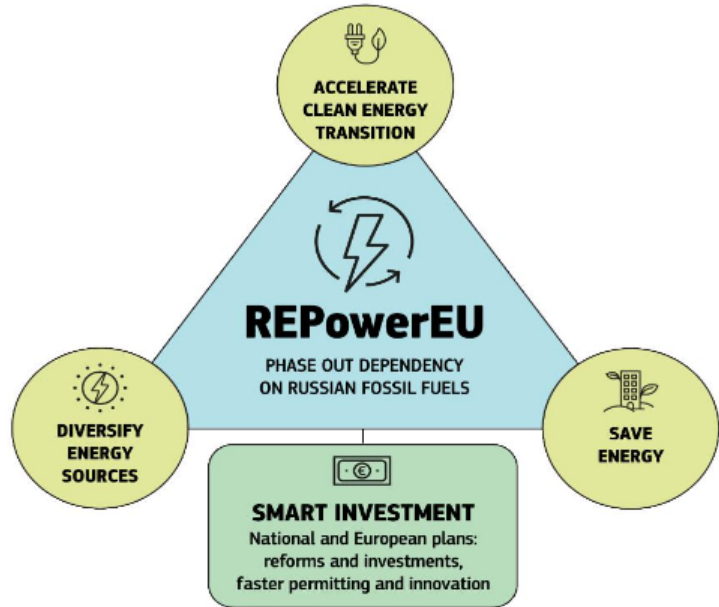 ACCELERATE
CLEAN ENERGY
TRANSITION
REPowerEU
PHASE OUT DEPENDENCY
ON RUSSIAN FOSSIL FUELS
DIVERSIFY
ENERGY
SOURCES
SAVE
ENERGY
€
SMART INVESTMENT
National and European plans:
reforms and investments,
faster permitting and innovation